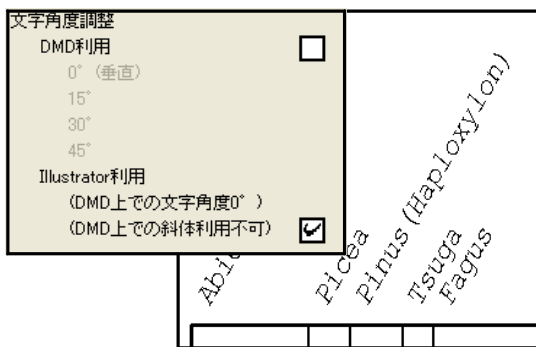 文字角度調整
DMD利用
0°（垂直）
15°
30°
45°
Illustrator利用
(DMD上での文字角度0°)
(DMD上での斜体利用不可)
Picea
Pinus (Haploxylon)
Tsuga
Fagus